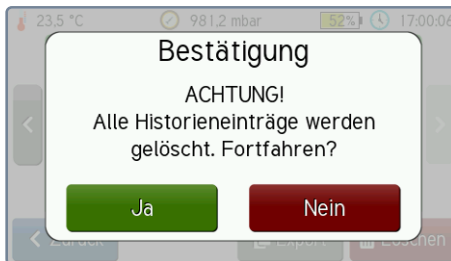 23,5 °C 981,2 mbar 52% 17:00:06
Bestätigung
ACHTUNG!
Alle Historieneinträge werden
gelöscht. Fortfahren?
Ja Nein
Zurück Export Löschen